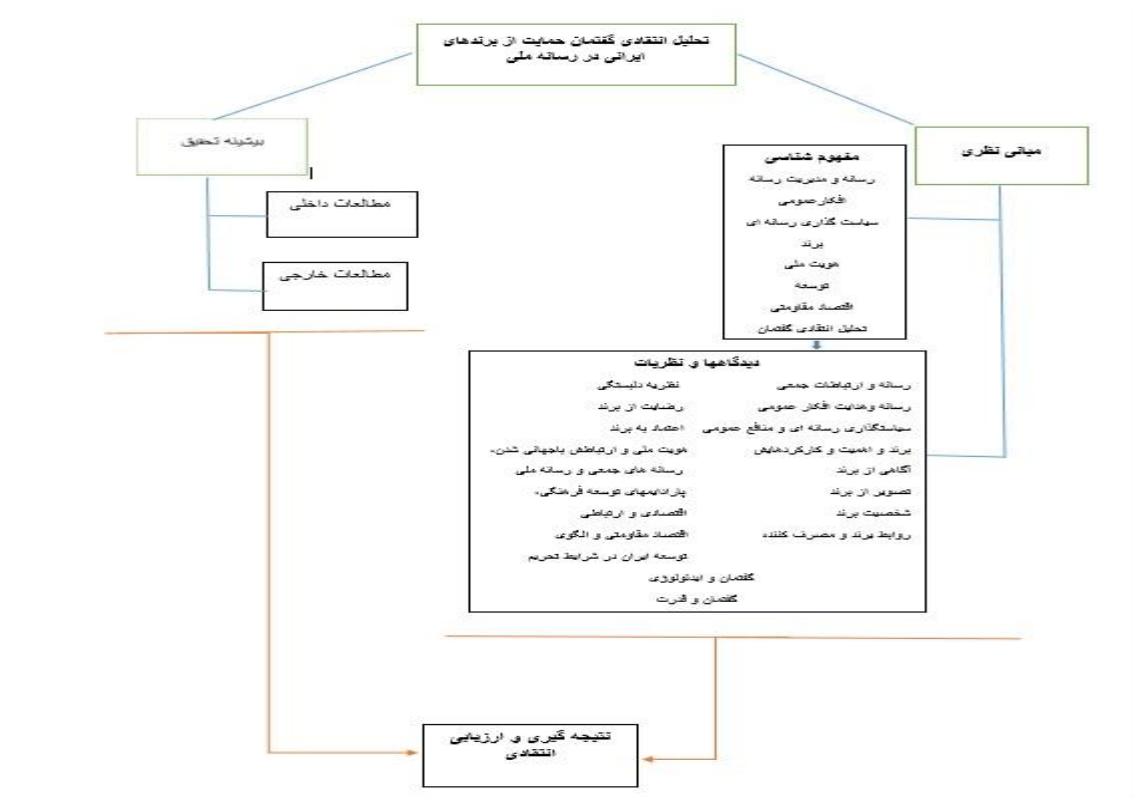 تحلیل انتقادی گفتمان حمایت از برندهای
ایرانی در رسانه ملی
مبانی نظری
پیشینه تحقیق
مفهوم شناسی
رسانه و مدیریت رسانه
افکارعمومی
سیاست گذاری رسانه ای
برند
هویت ملی
توسعه
اقتصاد مقاومتی
تحلیل انتقادی گفتمان
مطالعات داخلی
مطالعات خارجی
دیدگاهها و نظریات
رسانه و ارتباطات جمعی
رسانه وهدایت افکار عمومی
سیاستگذاری رسانه ای و منافع عمومی
برند و اهمیت و کارکردهایش
آگاهی از برند
تصویر از برند
شخصیت برند
روابط برند و مصرف کننده
نظریه دلبستگی
رضایت از برند
اعتماد به برند
هویت ملی و ارتباطش باجهانی شدن،
رسانه های جمعی و رسانه ملی
پارادایمهای توسعه فرهنگی،
اقتصادی و ارتباطی
اقتصاد مقاومتی و الگوی
توسعه ایران در شرایط تحریم
گفتمان و ایدئولوژی
گفتمان و قدرت
نتیجه گیری و ارزیابی
انتقادی